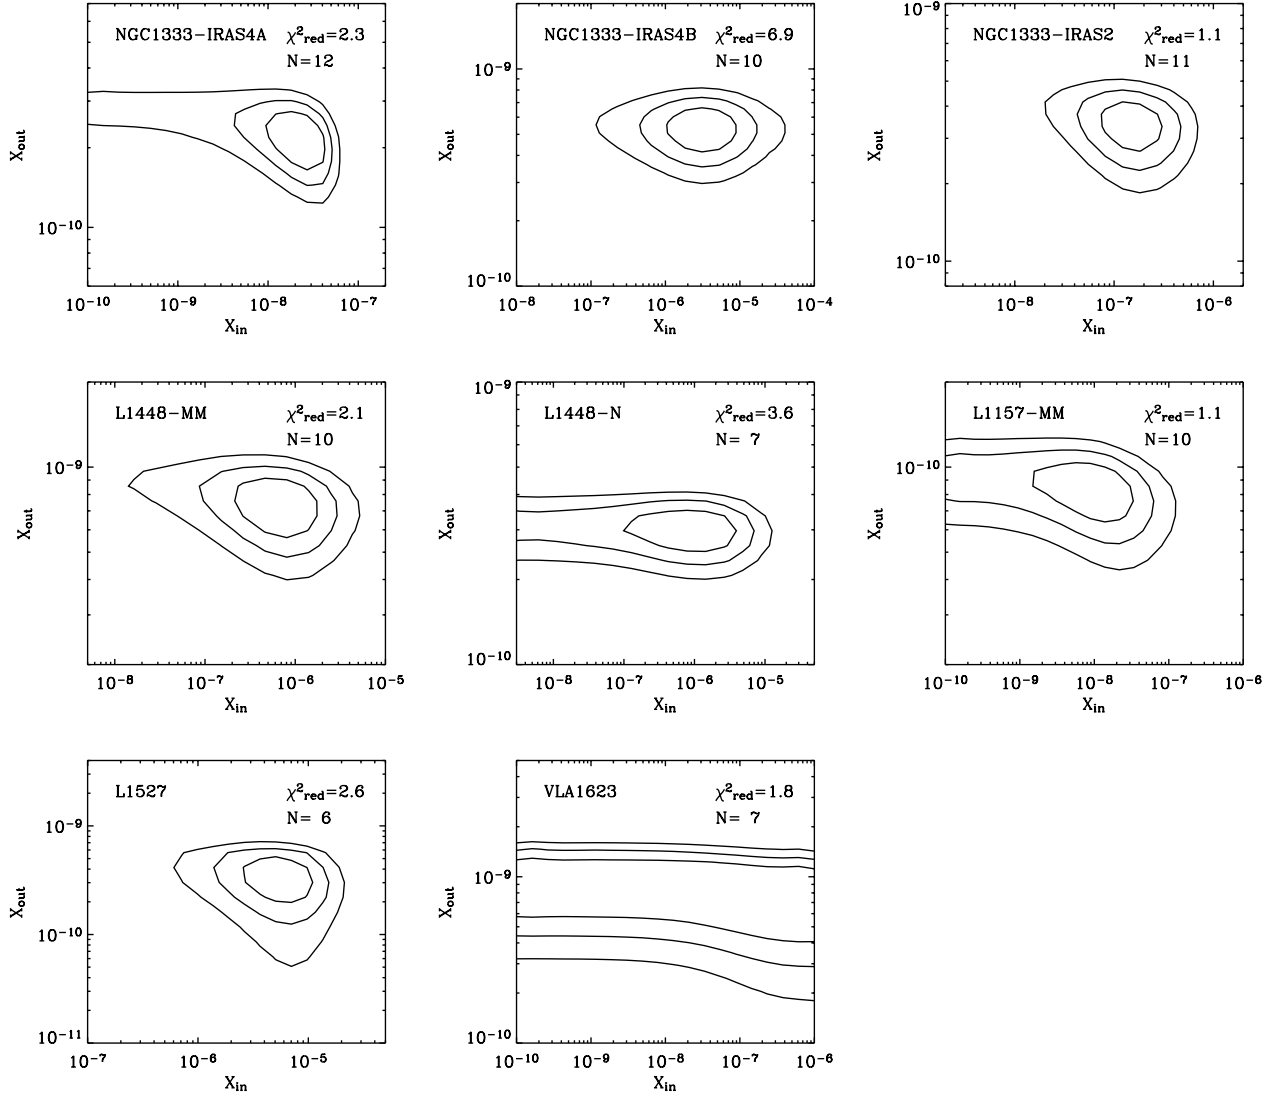 NGC1333-IRAS4A χ²red=2.3
N=12
Xout
10⁻¹⁰
10⁻¹⁰ 10⁻⁹ 10⁻⁸ 10⁻⁷
Xin
NGC1333-IRAS4B χ²red=6.9
N=10
10⁻⁹
Xout
10⁻¹⁰
10⁻⁸ 10⁻⁷ 10⁻⁶ 10⁻⁵ 10⁻⁴
Xin
10⁻⁹
NGC1333-IRAS2 χ²red=1.1
N=11
Xout
10⁻¹⁰
10⁻⁸ 10⁻⁷ 10⁻⁶
Xin
L1448-MM χ²red=2.1
N=10
10⁻⁹
Xout
10⁻⁸ 10⁻⁷ 10⁻⁶ 10⁻⁵
Xin
10⁻⁹
L1448-N χ²red=3.6
N= 7
Xout
10⁻¹⁰
10⁻⁸ 10⁻⁷ 10⁻⁶ 10⁻⁵
Xin
L1157-MM χ²red=1.1
N=10
10⁻¹⁰
Xout
10⁻¹⁰ 10⁻⁹ 10⁻⁸ 10⁻⁷ 10⁻⁶
Xin
L1527 χ²red=2.6
N= 6
10⁻⁹
Xout
10⁻¹⁰
10⁻¹¹
10⁻⁷ 10⁻⁶ 10⁻⁵
Xin
VLA1623 χ²red=1.8
N= 7
10⁻⁹
Xout
10⁻¹⁰
10⁻¹⁰ 10⁻⁹ 10⁻⁸ 10⁻⁷ 10⁻⁶
Xin